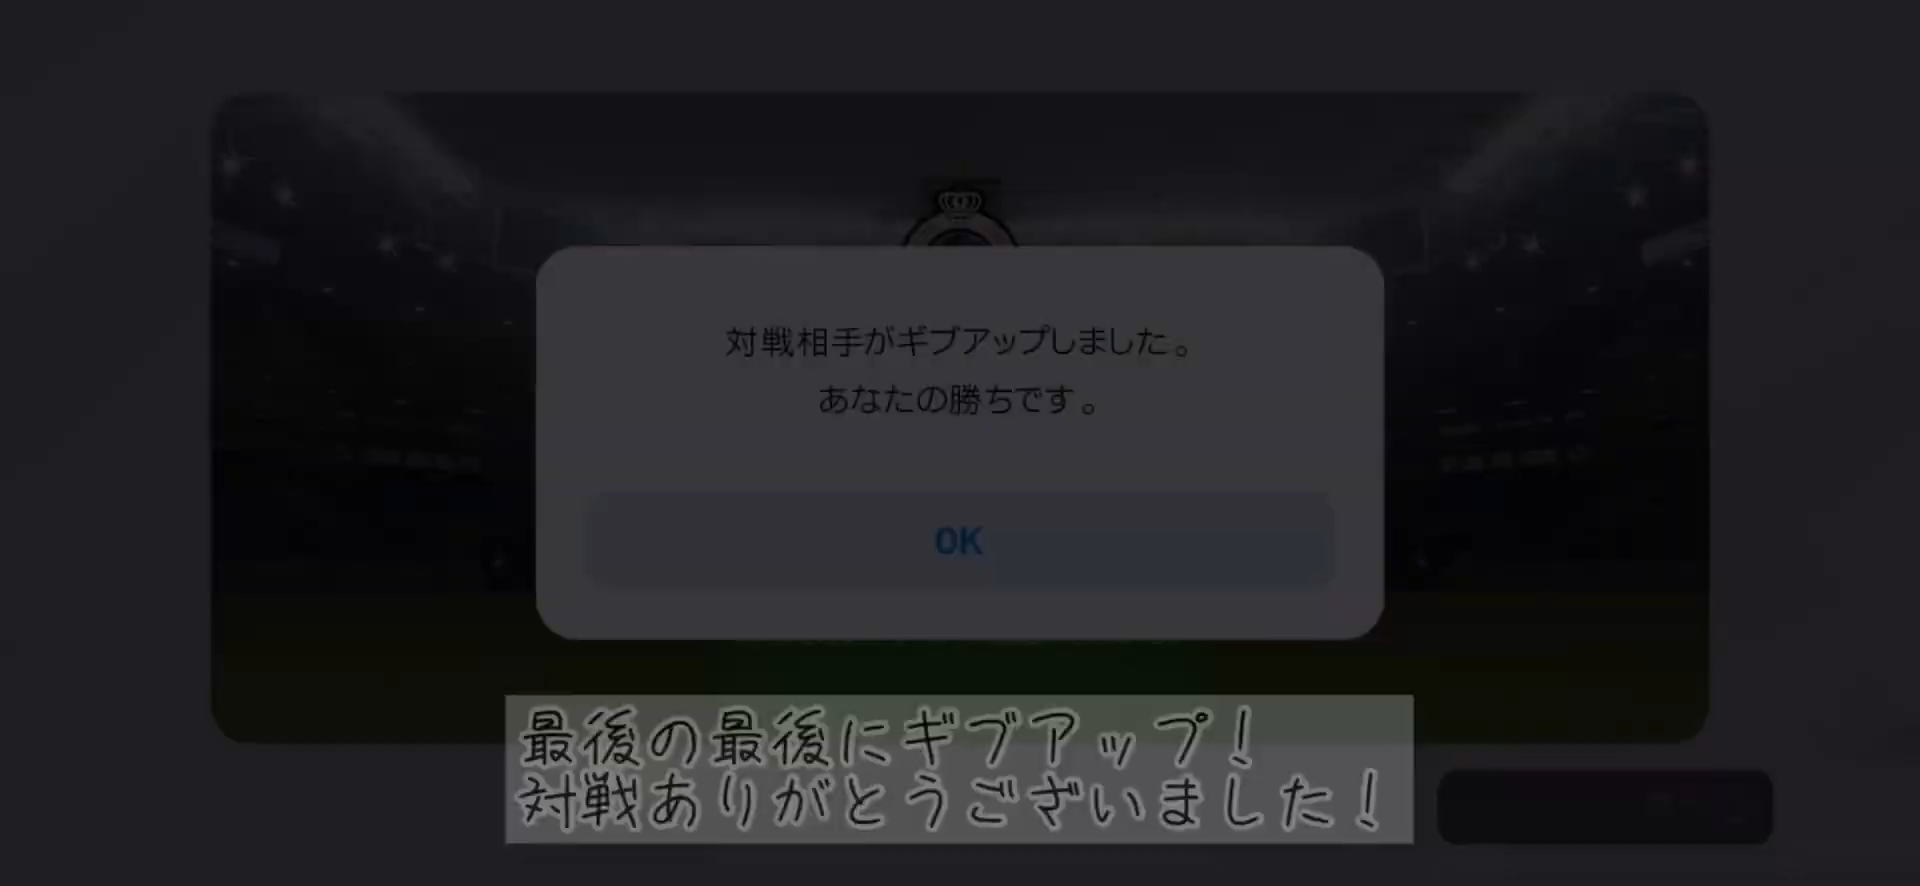 対戦相手がギブアップしました。
あなたの勝ちです。
OK
最後の最後にギブアップ！
対戦ありがとうございました！